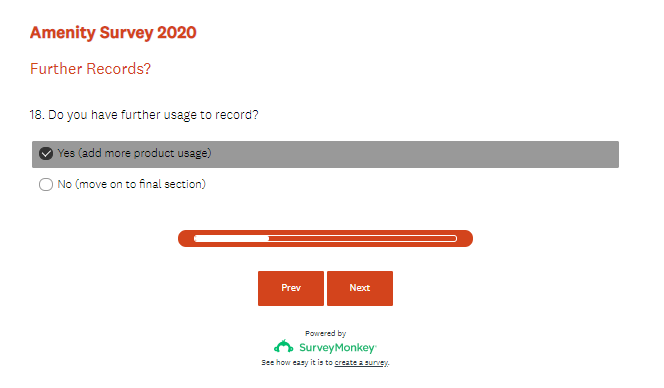 Amenity Survey 2020
Further Records?
18. Do you have further usage to record?
Yes (add more product usage)
No (move on to final section)
Prev
Next
Powered by
SurveyMonkey
See how easy it is to create a survey.